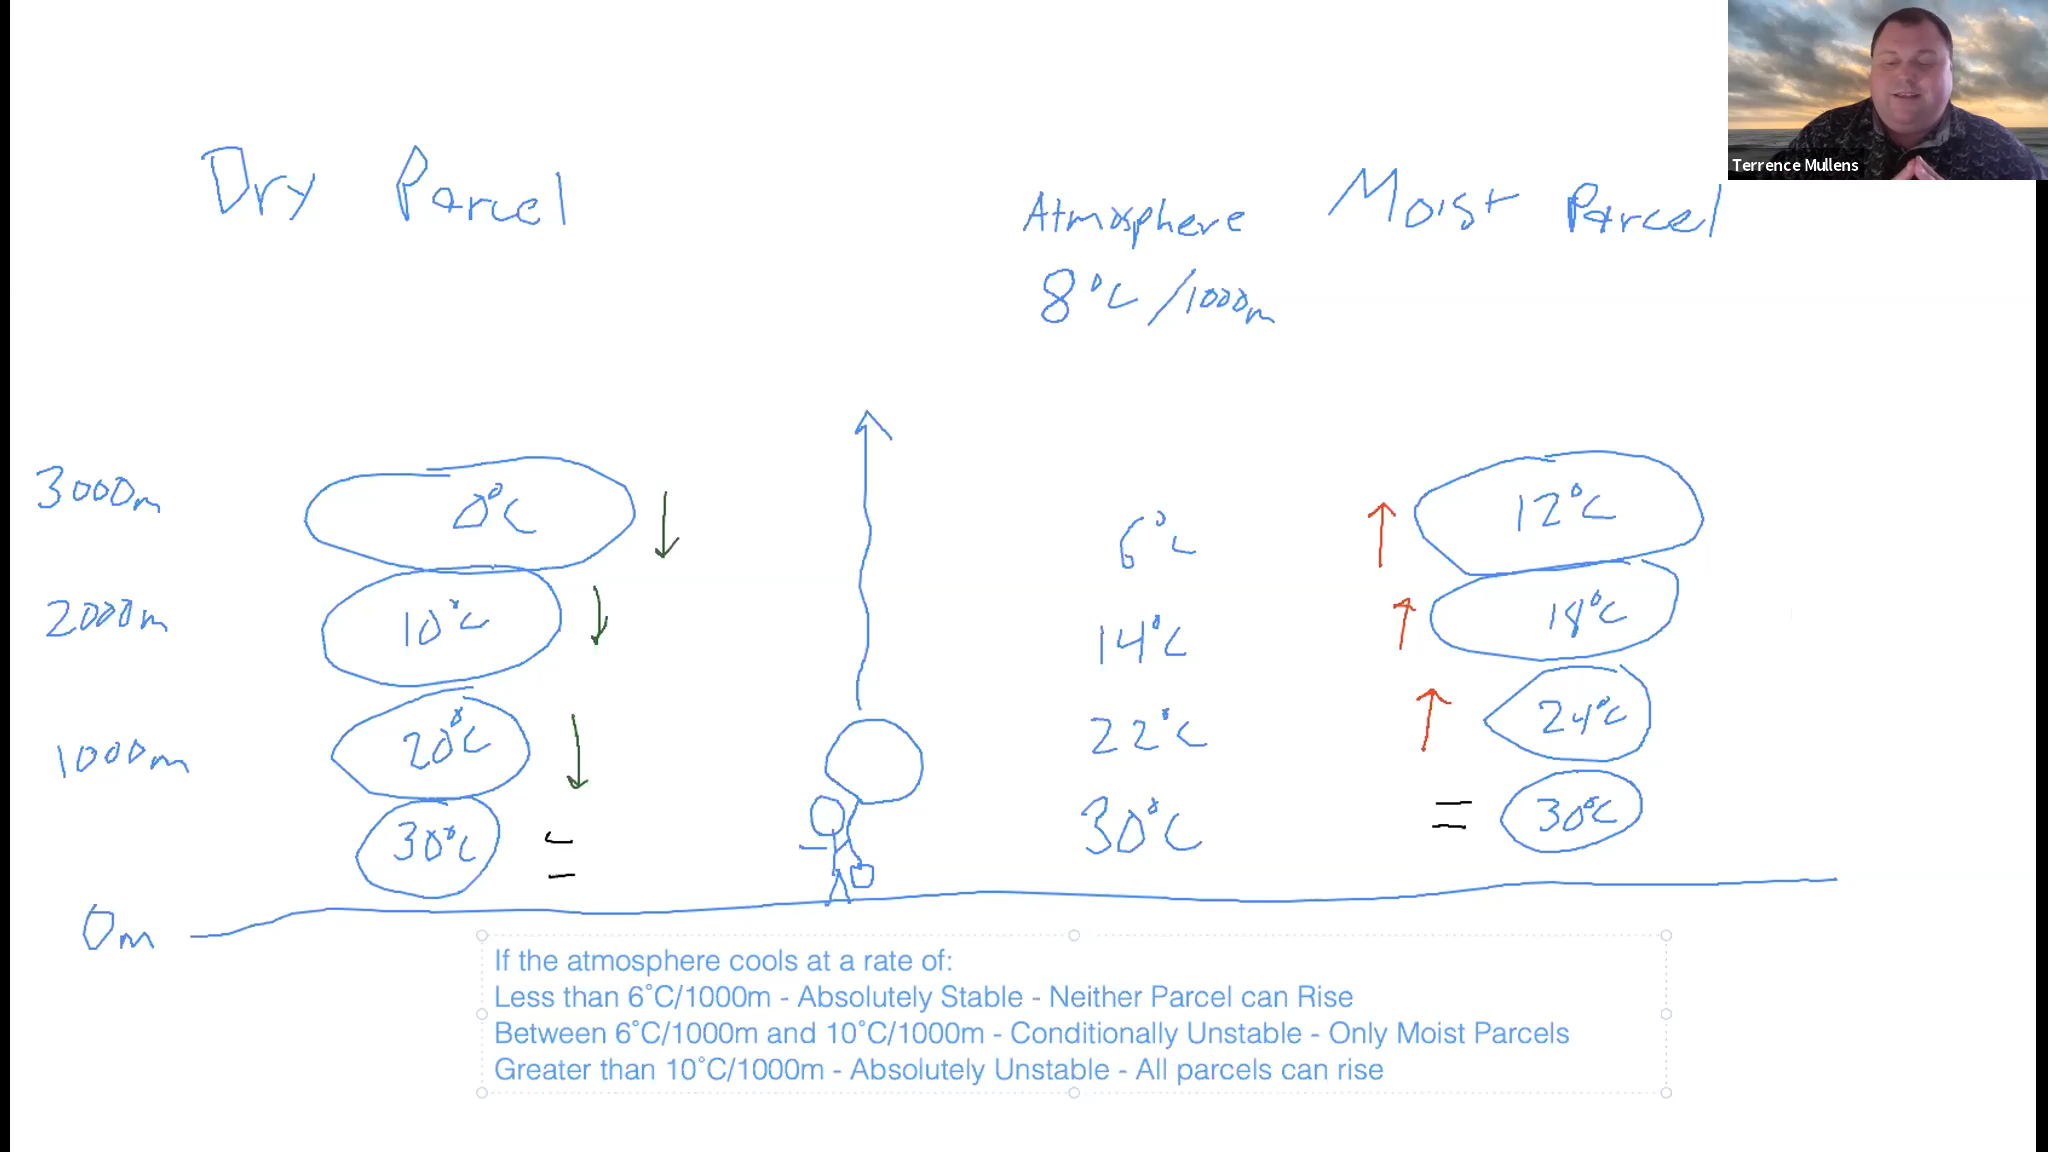 Terrence Mullens
Dry Parcel
Atmosphere
8°C/1000m
Moist Parcel
3000m
0°C
6°C
12°C
2000m
10°C
14°C
18°C
1000m
20°C
22°C
24°C
30°C
=
30°C
=
30°C
0m
If the atmosphere cools at a rate of:
Less than 6˚C/1000m - Absolutely Stable - Neither Parcel can Rise
Between 6˚C/1000m and 10˚C/1000m - Conditionally Unstable - Only Moist Parcels
Greater than 10˚C/1000m - Absolutely Unstable - All parcels can rise